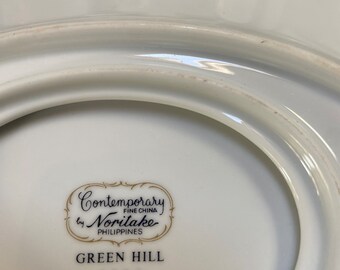 Contemporary
FINE CHINA
by Noritake
PHILIPPINES
GREEN HILL